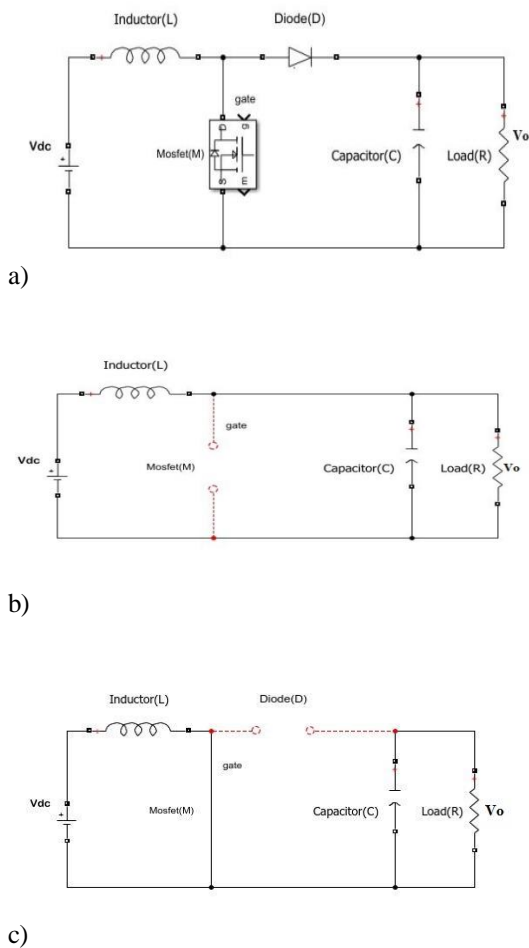 Inductor(L) Diode(D)
gate
Vdc Mosfet(M) D g S m Capacitor(C) Load(R) Vo
a)
Inductor(L)
gate
Vdc Mosfet(M) Capacitor(C) Load(R) Vo
b)
Inductor(L) Diode(D)
gate
Vdc Mosfet(M) Capacitor(C) Load(R) Vo
c)